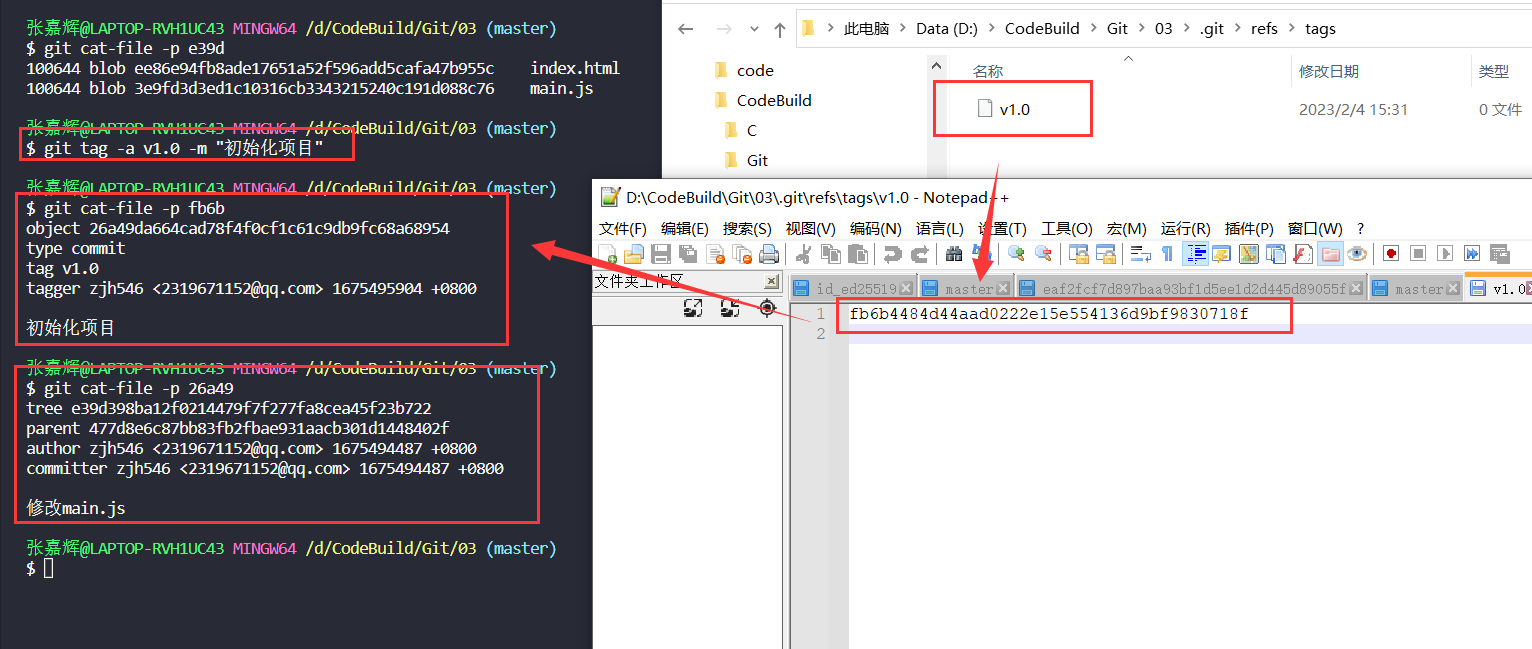 张嘉辉@LAPTOP-RVH1UC43 MINGW64 /d/CodeBuild/Git/03 (master)
$ git cat-file -p e39d
100644 blob ee86e94fb8ade17651a52f596add5cafa47b955c    index.html
100644 blob 3e9fd3d3ed1c10316cb3343215240c191d088c76    main.js
张嘉辉@LAPTOP-RVH1UC43 MINGW64 /d/CodeBuild/Git/03 (master)
$ git tag -a v1.0 -m "初始化项目"
张嘉辉@LAPTOP-RVH1UC43 MINGW64 /d/CodeBuild/Git/03 (master)
$ git cat-file -p fb6b
object 26a49da664cad78f4f0cf1c61c9db9fc68a68954
type commit
tag v1.0
tagger zjh546 <2319671152@qq.com> 1675495904 +0800
初始化项目
张嘉辉@LAPTOP-RVH1UC43 MINGW64 /d/CodeBuild/Git/03 (master)
$ git cat-file -p 26a49
tree e39d398ba12f0214479f7f277fa8cea45f23b722
parent 477d8e6c87bb83fb2fbae931aacb301d1448402f
author zjh546 <2319671152@qq.com> 1675494487 +0800
committer zjh546 <2319671152@qq.com> 1675494487 +0800
修改main.js
张嘉辉@LAPTOP-RVH1UC43 MINGW64 /d/CodeBuild/Git/03 (master)
$
此电脑 > Data (D:) > CodeBuild > Git > 03 > .git > refs > tags
code
CodeBuild
C
Git
名称 修改日期 类型
v1.0 2023/2/4 15:31 0 文件
D:\CodeBuild\Git\03\.git\refs\tags\v1.0 - Notepad++
文件(F) 编辑(E) 搜索(S) 视图(V) 编码(N) 语言(L) 设置(T) 工具(O) 宏(M) 运行(R) 插件(P) 窗口(W) ?
文件夹工作区
id_ed25519 master eaf2fcf7d897baa93bf1d5ee1d2d445d89055f master v1.0
1 fb6b4484d44aad0222e15e554136d9bf9830718f
2